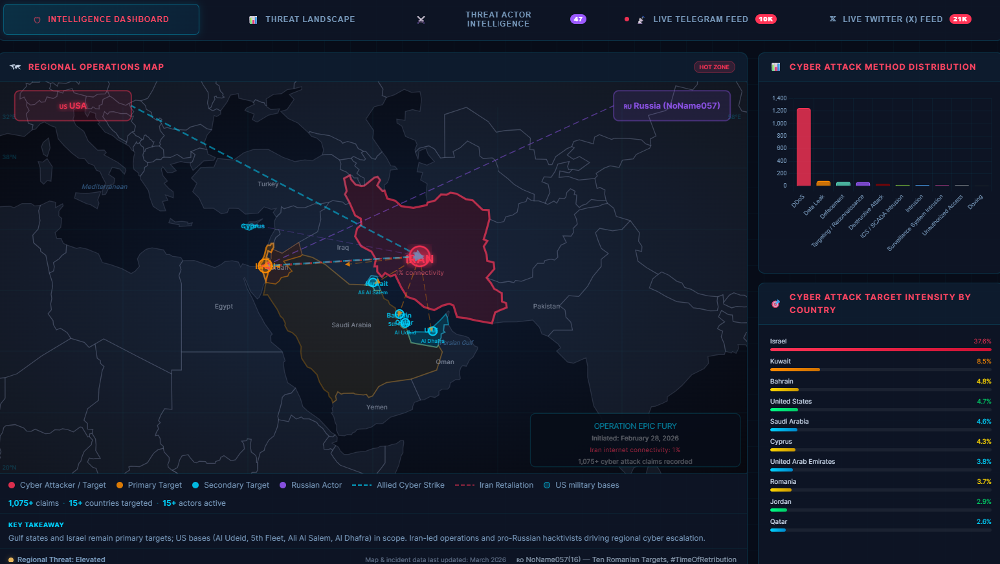 INTELLIGENCE DASHBOARD
THREAT LANDSCAPE
THREAT ACTOR
INTELLIGENCE
47
LIVE TELEGRAM FEED 10K
LIVE TWITTER (X) FEED 21K
REGIONAL OPERATIONS MAP
HOT ZONE
US USA
RU Russia (NoName057)
32°
38°N
Mediterranean
Turkey
Cyprus
Iraq
IRAN
1% connectivity
Kuwait
Ali Al Salem
Egypt
Saudi Arabia
Bahrain
5th
Qatar
Al Udeid
UAE
Al Dhafra
Persian Gulf
Pakistan
Oman
Yemen
20°N
OPERATION EPIC FURY
Initiated: February 28, 2026
Iran internet connectivity: 1%
1,075+ cyber attack claims recorded
Cyber Attacker / Target
Primary Target
Secondary Target
Russian Actor
Allied Cyber Strike
Iran Retaliation
US military bases
1,075+ claims · 15+ countries targeted · 15+ actors active
KEY TAKEAWAY
Gulf states and Israel remain primary targets; US bases (Al Udeid, 5th Fleet, Ali Al Salem, Al Dhafra) in scope. Iran-led operations and pro-Russian hacktivists driving regional cyber escalation.
Regional Threat: Elevated
Map & incident data last updated: March 2026
RO NoName057(16) — Ten Romanian Targets, #TimeOfRetribution
CYBER ATTACK METHOD DISTRIBUTION
1,400
1,200
1,000
800
600
400
200
0
DDoS
Data Leak
Defacement
Targeting / Reconnaissance
Destructive Attack
ICS / SCADA Intrusion
Intrusion
Surveillance System Intrusion
Unauthorized Access
Doxing
CYBER ATTACK TARGET INTENSITY BY
COUNTRY
Israel 37.6%
Kuwait 8.5%
Bahrain 4.8%
United States 4.7%
Saudi Arabia 4.6%
Cyprus 4.3%
United Arab Emirates 3.8%
Romania 3.7%
Jordan 2.9%
Qatar 2.6%